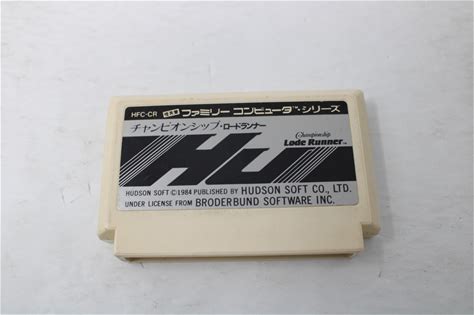 HFC-CR ファミリー コンピュータ™・シリーズ
チャンピオンシップ・ロードランナー
Championship
Lode Runner™
HU
HUDSON SOFT ©1984 PUBLISHED BY HUDSON SOFT CO., LTD.
UNDER LICENSE FROM BRODERBUND SOFTWARE INC.